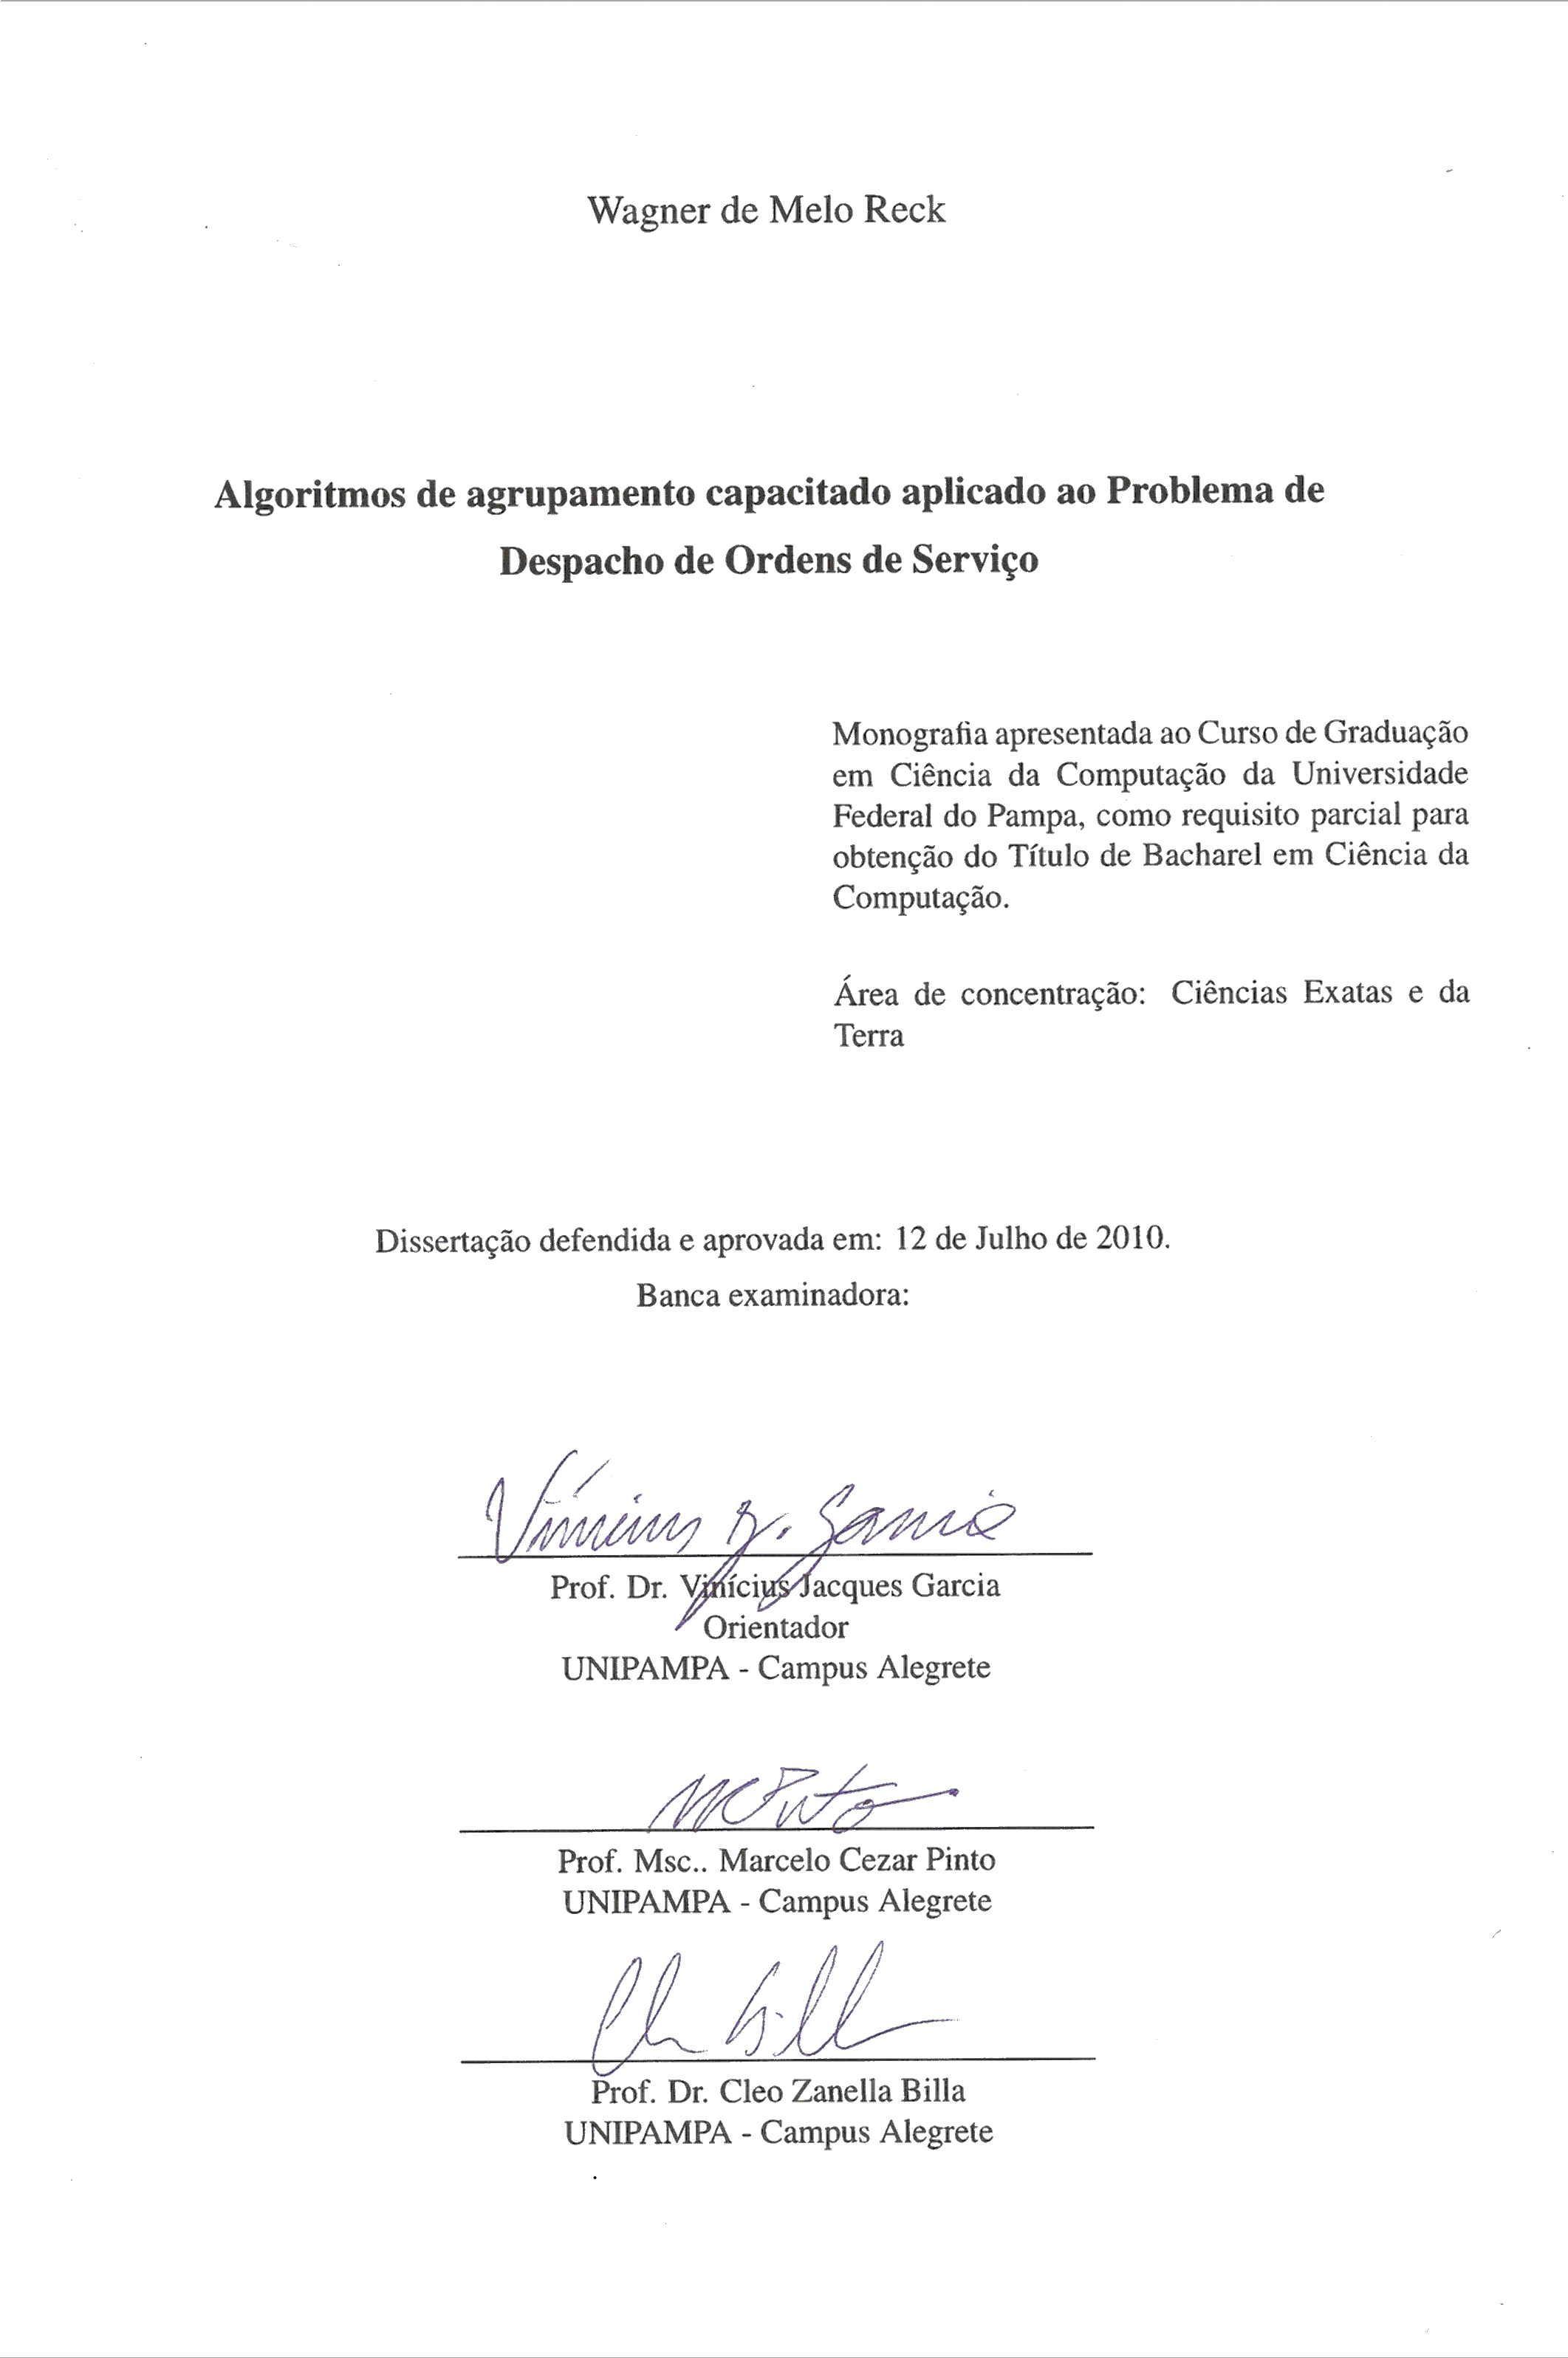 Wagner de Melo Reck
Algoritmos de agrupamento capacitado aplicado ao Problema de
Despacho de Ordens de Serviço
Monografia apresentada ao Curso de Graduação
em Ciência da Computação da Universidade
Federal do Pampa, como requisito parcial para
obtenção do Título de Bacharel em Ciência da
Computação.
Área de concentração: Ciências Exatas e da
Terra
Dissertação defendida e aprovada em: 12 de Julho de 2010.
Banca examinadora:
Vinícius J. Garcia
Prof. Dr. Vinícius Jacques Garcia
Orientador
UNIPAMPA - Campus Alegrete
MCPinto
Prof. Msc.. Marcelo Cezar Pinto
UNIPAMPA - Campus Alegrete
Cleo Billa
Prof. Dr. Cleo Zanella Billa
UNIPAMPA - Campus Alegrete